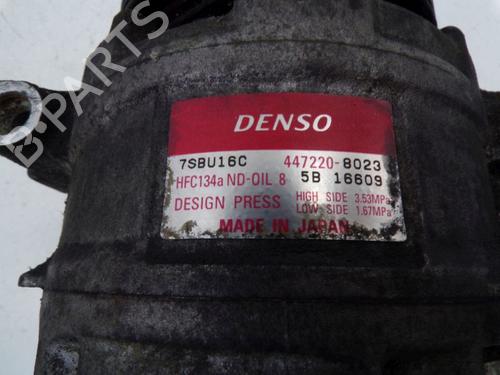 B-PARTS
DENSO
7SBU16C 447220-8023
HFC134a ND-OIL 8 5B 16609
DESIGN PRESS HIGH SIDE 3.53MPa
LOW SIDE 1.67MPa
MADE IN JAPAN